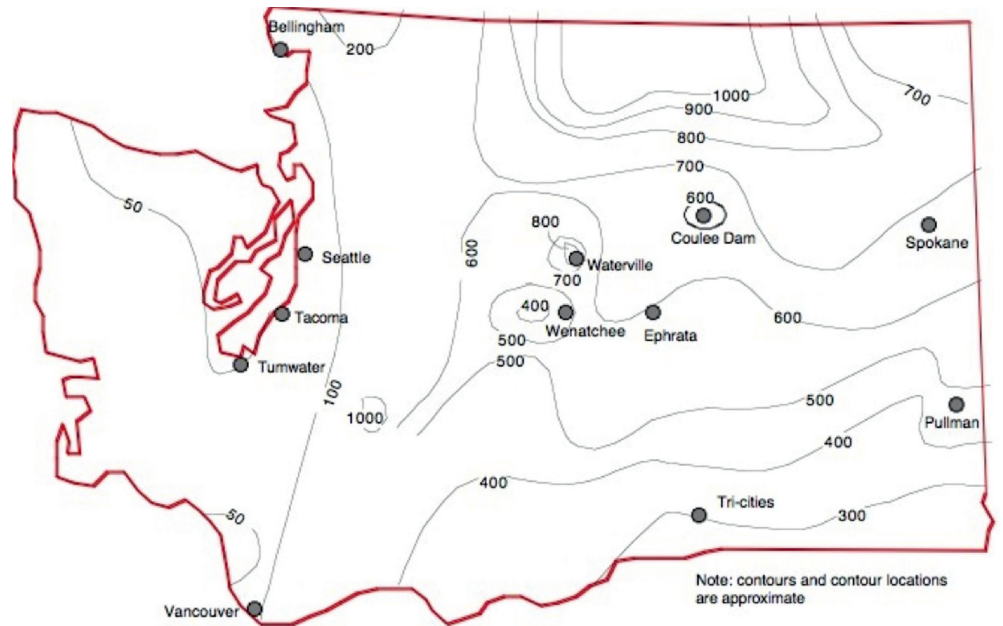 Bellingham
200
1000
900
800
700
700
50
600
Coulee Dam
Spokane
800
Seattle
600
Waterville
700
400
Tacoma
Wenatchee
Ephrata
600
500
500
Tumwater
100
500
1000
Pullman
400
400
Tri-cities
50
300
Note: contours and contour locations
are approximate
Vancouver